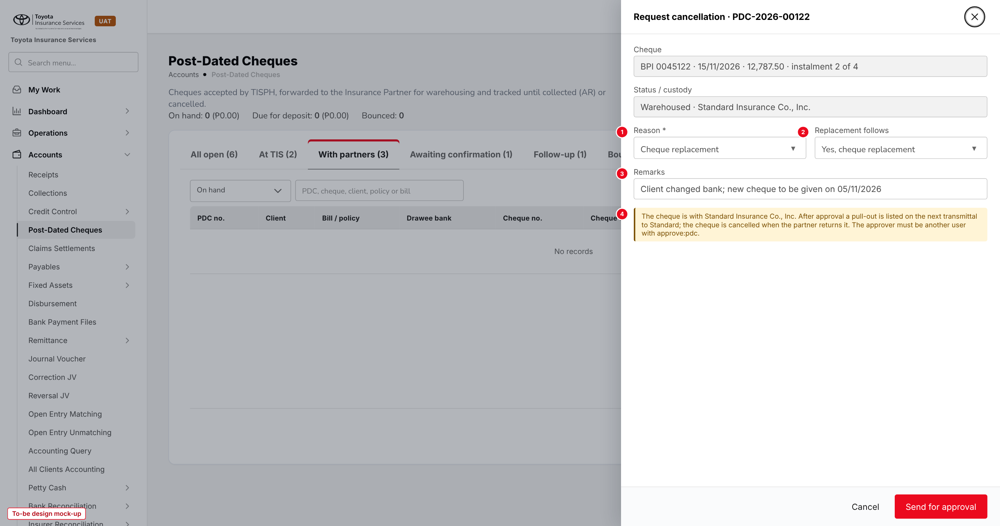 Toyota
Insurance Services
UAT
Toyota Insurance Services
Search menu...
My Work
Dashboard
Operations
Accounts
Receipts
Collections
Credit Control
Post-Dated Cheques
Claims Settlements
Payables
Fixed Assets
Disbursement
Bank Payment Files
Remittance
Journal Voucher
Correction JV
Reversal JV
Open Entry Matching
Open Entry Unmatching
Accounting Query
All Clients Accounting
Petty Cash
Bank Reconciliation
To-be design mock-up
Insurer Reconciliation
Post-Dated Cheques
Accounts • Post-Dated Cheques
Cheques accepted by TISPH, forwarded to the Insurance Partner for warehousing and tracked until collected (AR) or
cancelled.
On hand: 0 (₱0.00) Due for deposit: 0 (₱0.00) Bounced: 0
All open (6) At TIS (2) With partners (3) Awaiting confirmation (1) Follow-up (1) Bou
On hand PDC, cheque, client, policy or bill
PDC no. Client Bill / policy Drawee bank Cheque no. Cheque
No records
Request cancellation · PDC-2026-00122
Cheque
BPI 0045122 · 15/11/2026 · 12,787.50 · instalment 2 of 4
Status / custody
Warehoused · Standard Insurance Co., Inc.
1 Reason * 2 Replacement follows
Cheque replacement ▼ Yes, cheque replacement ▼
3 Remarks
Client changed bank; new cheque to be given on 05/11/2026
4 The cheque is with Standard Insurance Co., Inc. After approval a pull-out is listed on the next transmittal
to Standard; the cheque is cancelled when the partner returns it. The approver must be another user
with approve:pdc.
Cancel Send for approval